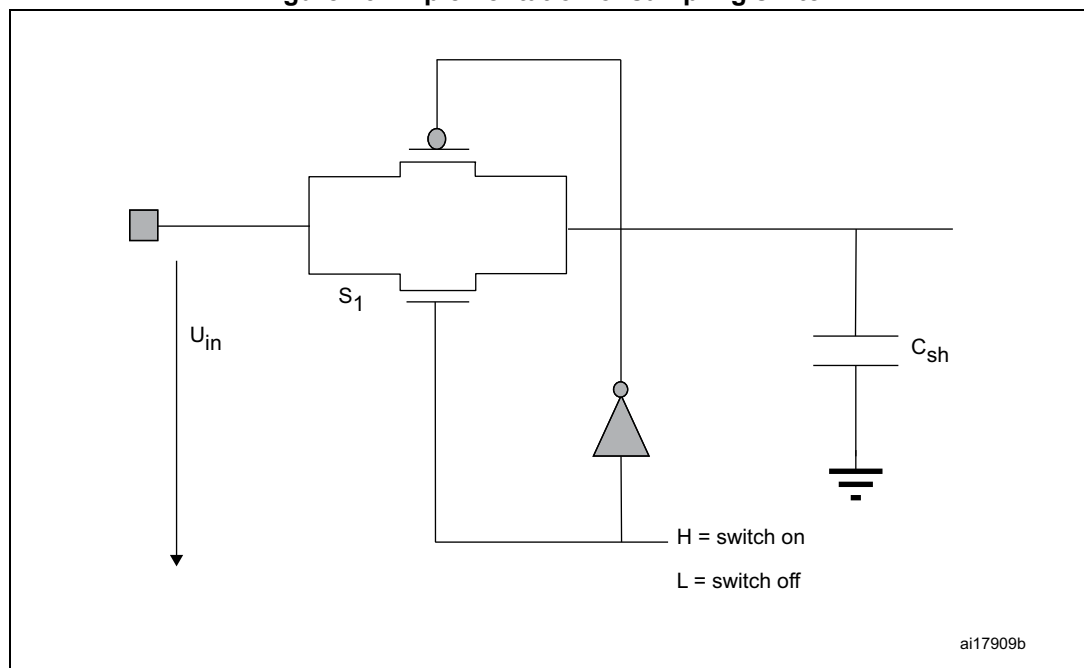 S1
Uin
Csh
H = switch on
L = switch off
ai17909b